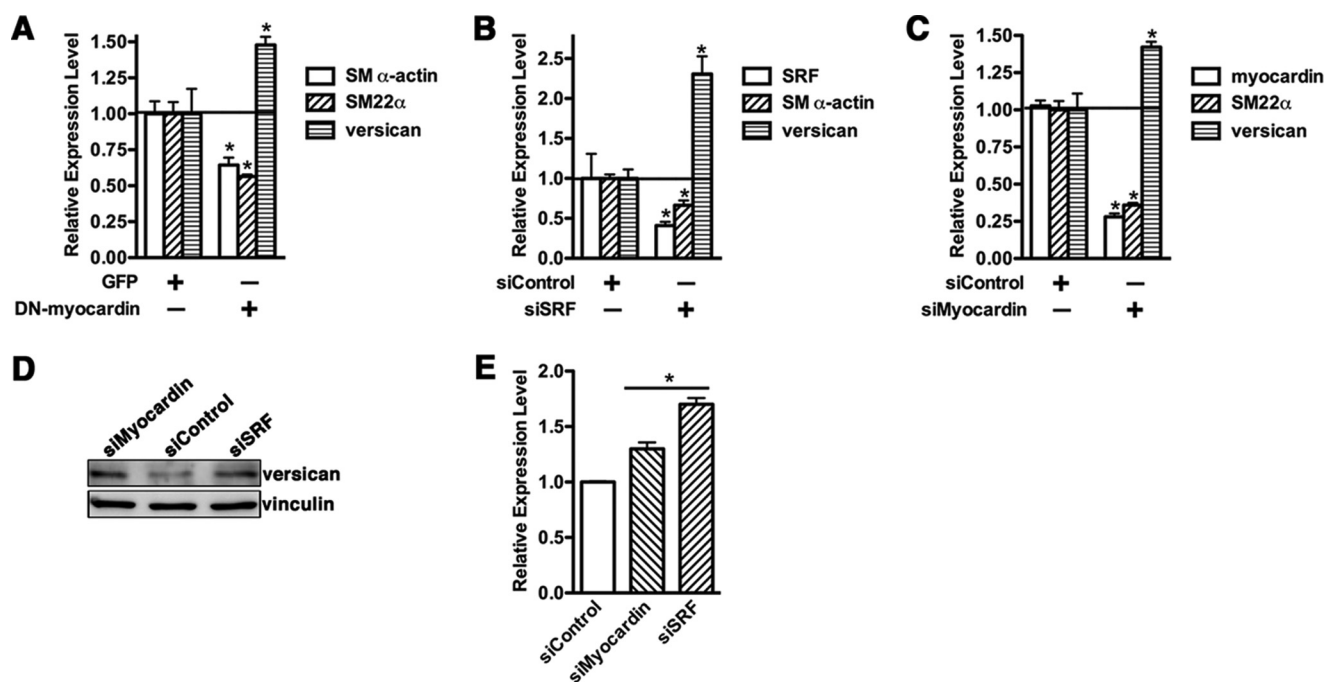 A
Relative Expression Level
1.50
1.25
1.00
0.75
0.50
0.25
0.00
* * *
SM α-actin
SM22α
versican
GFP + –
DN-myocardin – +
B
Relative Expression Level
2.5
2.0
1.5
1.0
0.5
0.0
* * *
SRF
SM α-actin
versican
siControl + –
siSRF – +
C
Relative Expression Level
1.50
1.25
1.00
0.75
0.50
0.25
0.00
* * *
myocardin
SM22α
versican
siControl + –
siMyocardin – +
D
siMyocardin siControl siSRF
versican
vinculin
E
Relative Expression Level
2.0
1.5
1.0
0.5
0.0
*
siControl siMyocardin siSRF